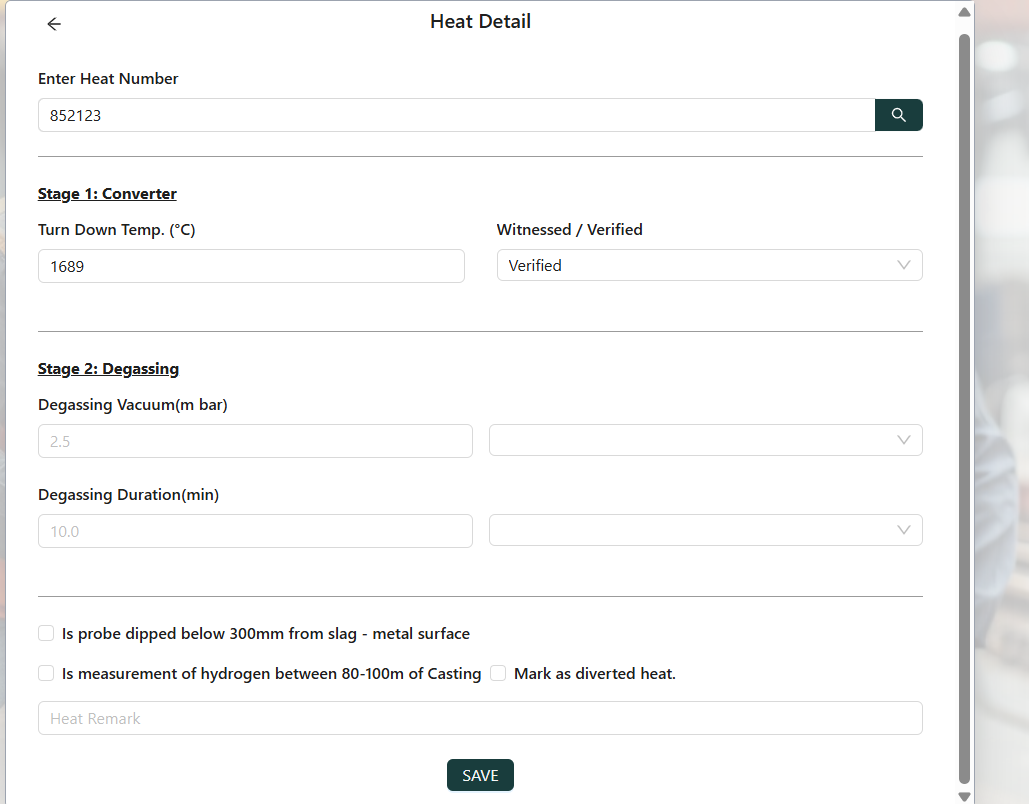 Heat Detail
Enter Heat Number
852123
Stage 1: Converter
Turn Down Temp. (°C) Witnessed / Verified
1689 Verified
Stage 2: Degassing
Degassing Vacuum(m bar)
2.5
Degassing Duration(min)
10.0
Is probe dipped below 300mm from slag - metal surface
Is measurement of hydrogen between 80-100m of Casting Mark as diverted heat.
Heat Remark
SAVE